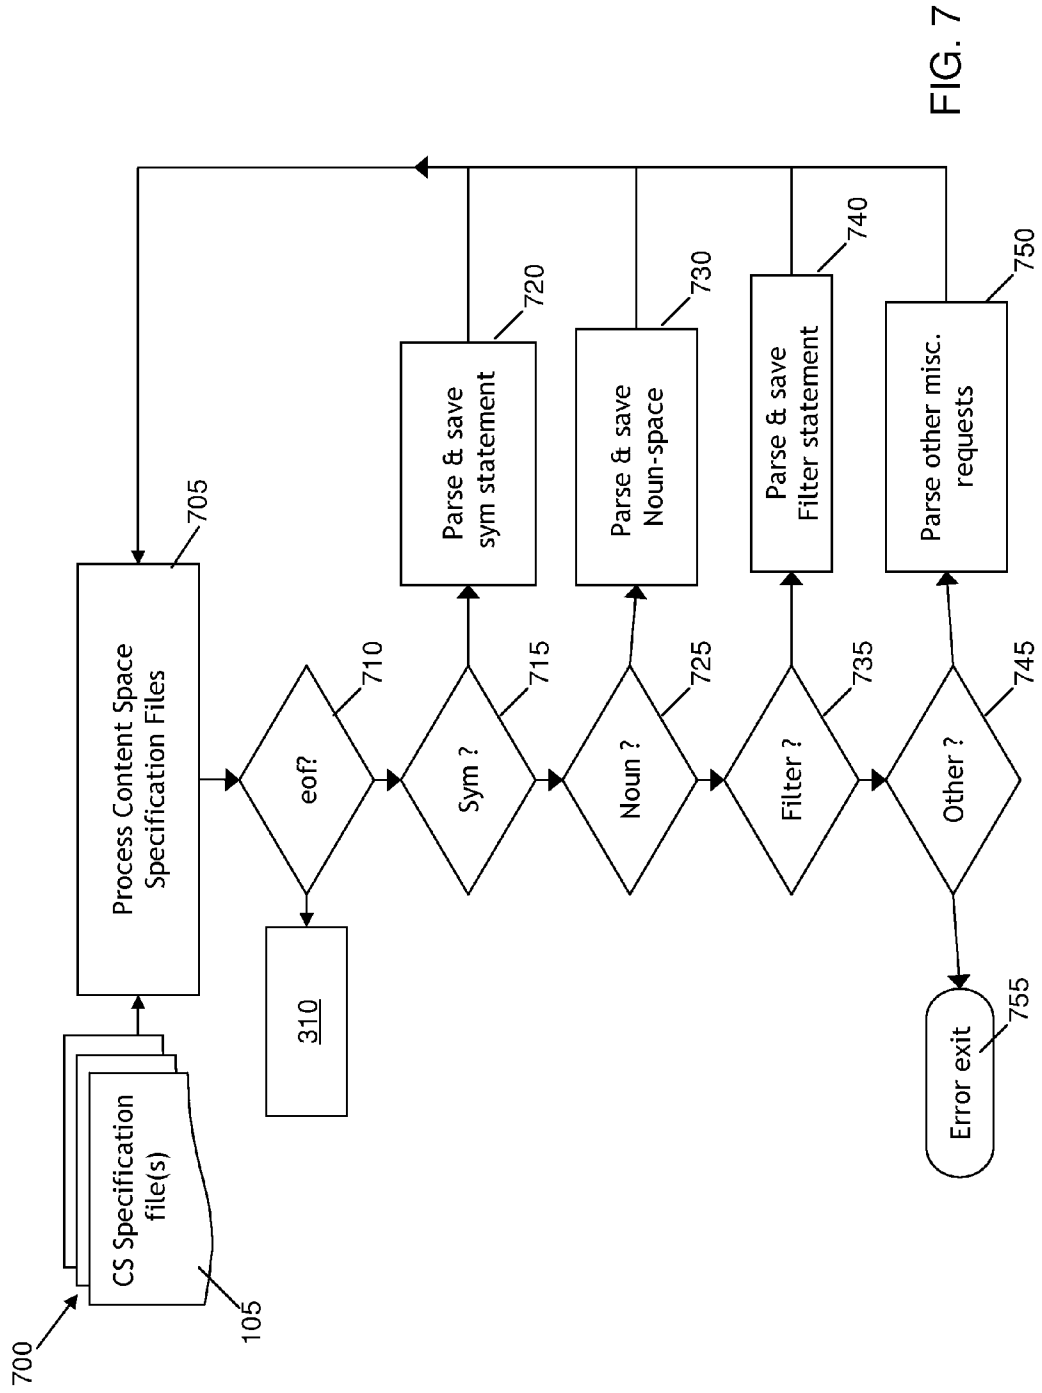 700
CS Specification
file(s)
105
Process Content Space
Specification Files
705
310
eof?
710
Sym ?
715
Parse & save
sym statement
720
Noun ?
725
Parse & save
Noun-space
730
Filter ?
735
Parse & save
Filter statement
740
Other ?
745
Parse other misc.
requests
750
Error exit
755
FIG. 7